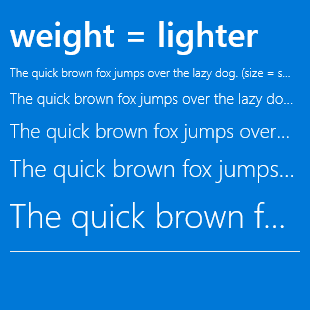 weight = lighter
The quick brown fox jumps over the lazy dog. (size = s...
The quick brown fox jumps over the lazy do...
The quick brown fox jumps over...
The quick brown fox jumps...
The quick brown f...